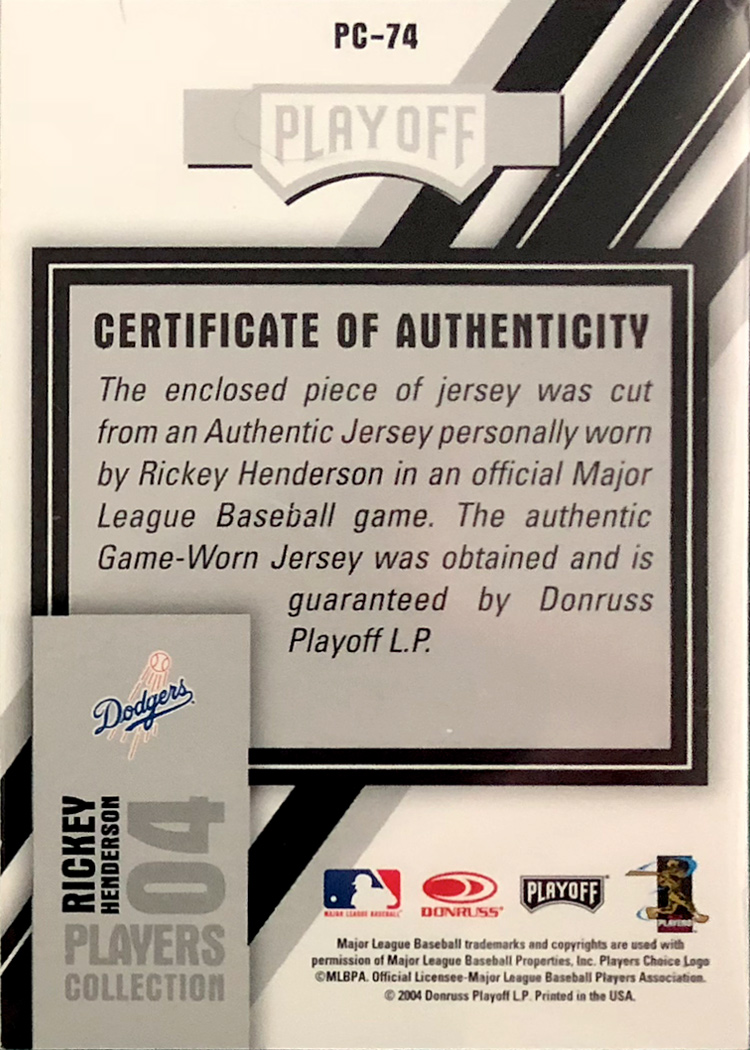 PC-74
PLAYOFF
CERTIFICATE OF AUTHENTICITY
The enclosed piece of jersey was cut
from an Authentic Jersey personally worn
by Rickey Henderson in an official Major
League Baseball game. The authentic
Game-Worn Jersey was obtained and is
guaranteed by Donruss
Playoff L.P.
Dodgers
RICKEY
HENDERSON
04
PLAYERS
COLLECTION
MAJOR LEAGUE BASEBALL
DONRUSS
PLAYOFF
PLAYERS
Major League Baseball trademarks and copyrights are used with
permission of Major League Baseball Properties, Inc. Players Choice Logo
©MLBPA. Official Licensee-Major League Baseball Players Association.
© 2004 Donruss Playoff L.P. Printed in the USA.